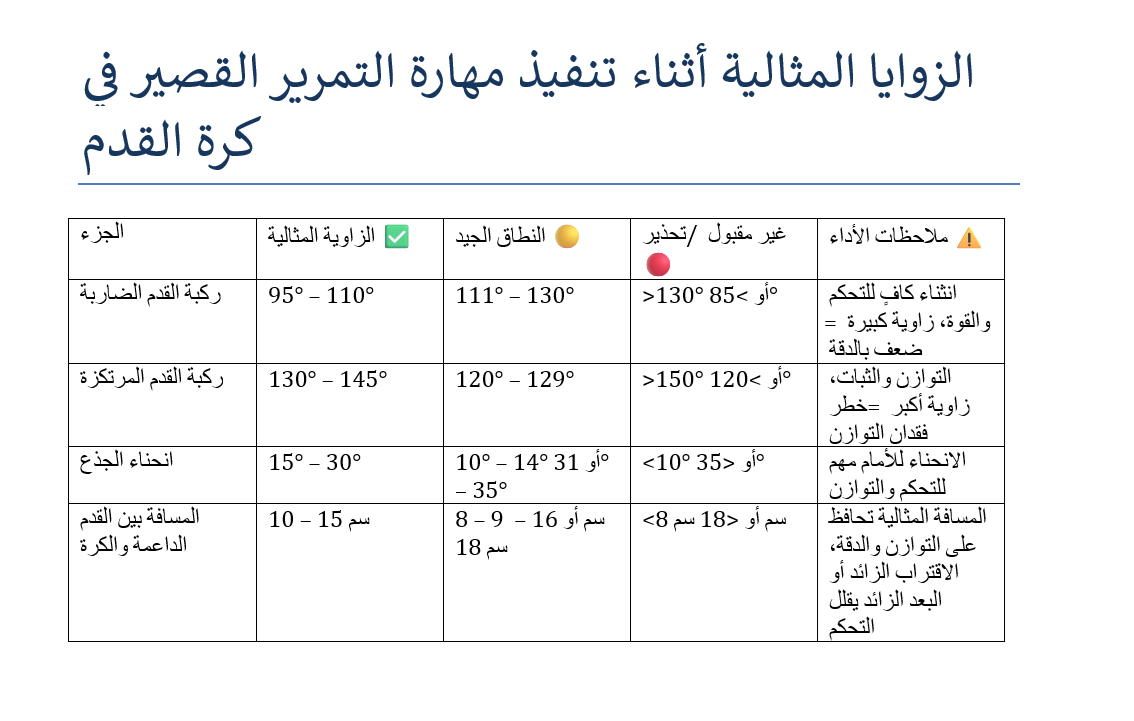 الزوايا المثالية أثناء تنفيذ مهارة التمرير القصير في
كرة القدم
الجزء
الزاوية المثالية ✅
النطاق الجيد 🟡
غير مقبول / تحذير
🔴
ملاحظات الأداء ⚠️
ركبة القدم الضاربة
95° – 110°
111° – 130°
>130° أو <85°
انثناء كافٍ للتحكم
والقوة، زاوية كبيرة =
ضعف بالدقة
ركبة القدم المرتكزة
130° – 145°
120° – 129°
>150° أو <120°
التوازن والثبات،
زاوية أكبر = خطر
فقدان التوازن
انحناء الجذع
15° – 30°
10° – 14° أو 31°
– 35°
<10° أو >35°
الانحناء للأمام مهم
للتحكم والتوازن
المسافة بين القدم
الداعمة والكرة
10 – 15 سم
8 – 9 سم أو 16 –
18 سم
<8 سم أو >18 سم
المسافة المثالية تحافظ
على التوازن والدقة،
الاقتراب الزائد أو
البعد الزائد يقلل
التحكم